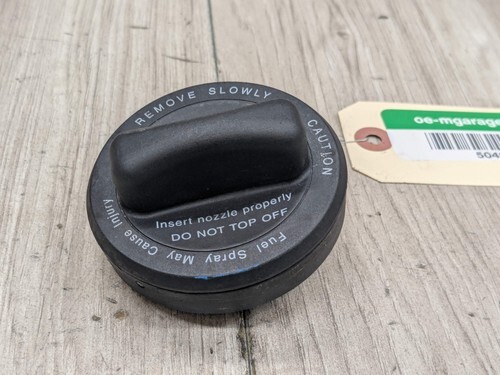 REMOVE SLOWLY
CAUTION
Fuel Spray May Cause Injury
Insert nozzle properly
DO NOT TOP OFF
oe-mgarage